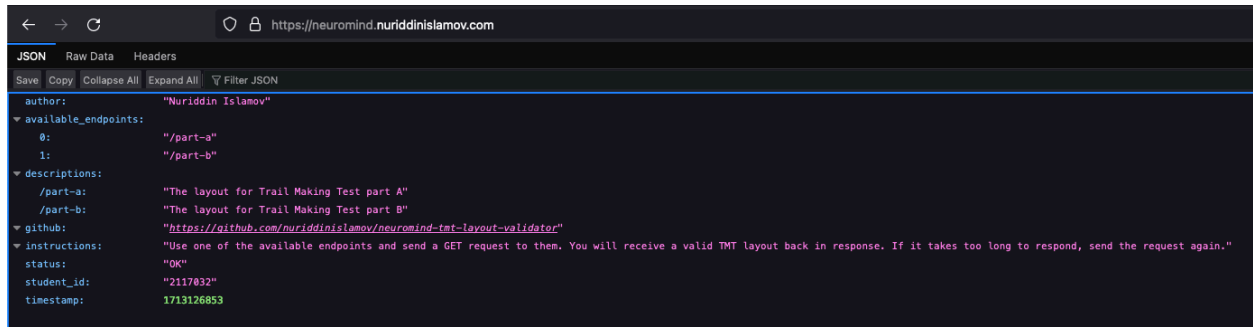 https://neuromind.nuriddinislamov.com
JSON Raw Data Headers
Save Copy Collapse All Expand All Filter JSON
author: "Nuriddin Islamov"
available_endpoints:
0: "/part-a"
1: "/part-b"
descriptions:
/part-a: "The layout for Trail Making Test part A"
/part-b: "The layout for Trail Making Test part B"
github: "https://github.com/nuriddinislamov/neuromind-tmt-layout-validator"
instructions: "Use one of the available endpoints and send a GET request to them. You will receive a valid TMT layout back in response. If it takes too long to respond, send the request again."
status: "OK"
student_id: "2117032"
timestamp: 1713126853